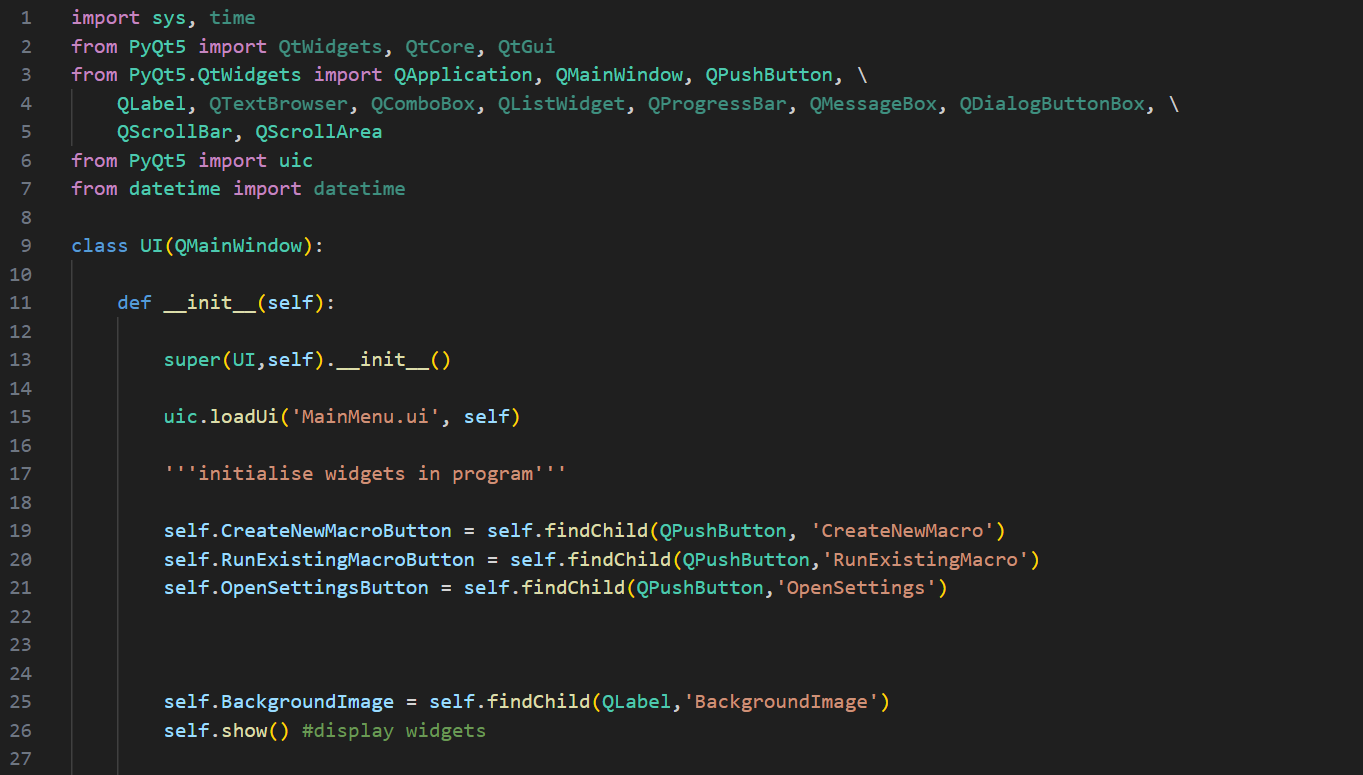 1 import sys, time
2 from PyQt5 import QtWidgets, QtCore, QtGui
3 from PyQt5.QtWidgets import QApplication, QMainWindow, QPushButton, \
4     QLabel, QTextBrowser, QComboBox, QListWidget, QProgressBar, QMessageBox, QDialogButtonBox, \
5     QScrollBar, QScrollArea
6 from PyQt5 import uic
7 from datetime import datetime
8
9 class UI(QMainWindow):
10
11     def __init__(self):
12
13         super(UI,self).__init__()
14
15         uic.loadUi('MainMenu.ui', self)
16
17         '''initialise widgets in program'''
18
19         self.CreateNewMacroButton = self.findChild(QPushButton, 'CreateNewMacro')
20         self.RunExistingMacroButton = self.findChild(QPushButton,'RunExistingMacro')
21         self.OpenSettingsButton = self.findChild(QPushButton,'OpenSettings')
22
23
24
25         self.BackgroundImage = self.findChild(QLabel,'BackgroundImage')
26         self.show() #display widgets
27